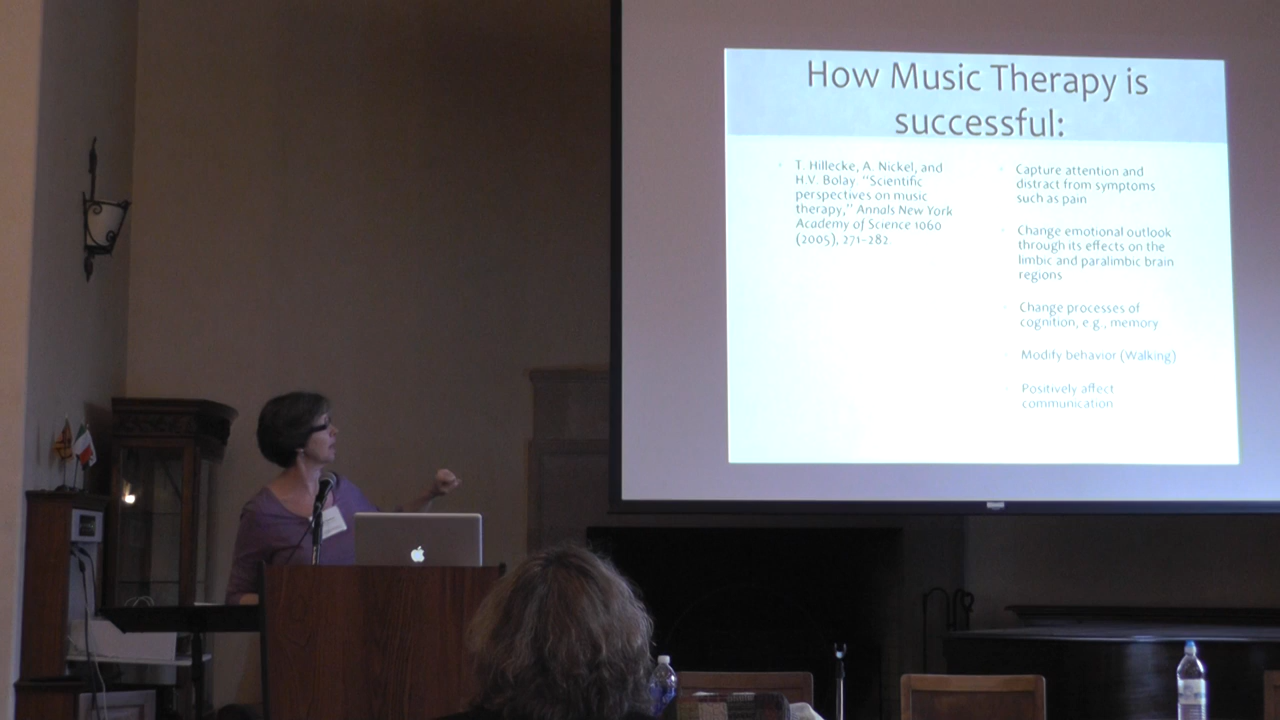 How Music Therapy is
successful:
T. Hillecke, A. Nickel, and
H.V. Bolay. "Scientific
perspectives on music
therapy," Annals New York
Academy of Science 1060
(2005), 271-282.
Capture attention and
distract from symptoms
such as pain
Change emotional outlook
through its effects on the
limbic and paralimbic brain
regions
Change processes of
cognition, e.g., memory
Modify behavior (Walking)
Positively affect
communication